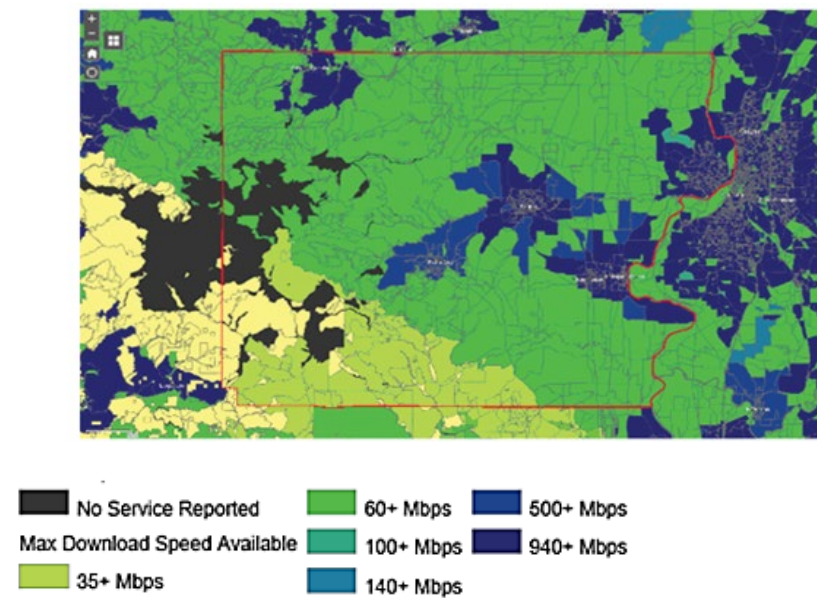 No Service Reported
60+ Mbps
500+ Mbps
Max Download Speed Available
100+ Mbps
940+ Mbps
35+ Mbps
140+ Mbps